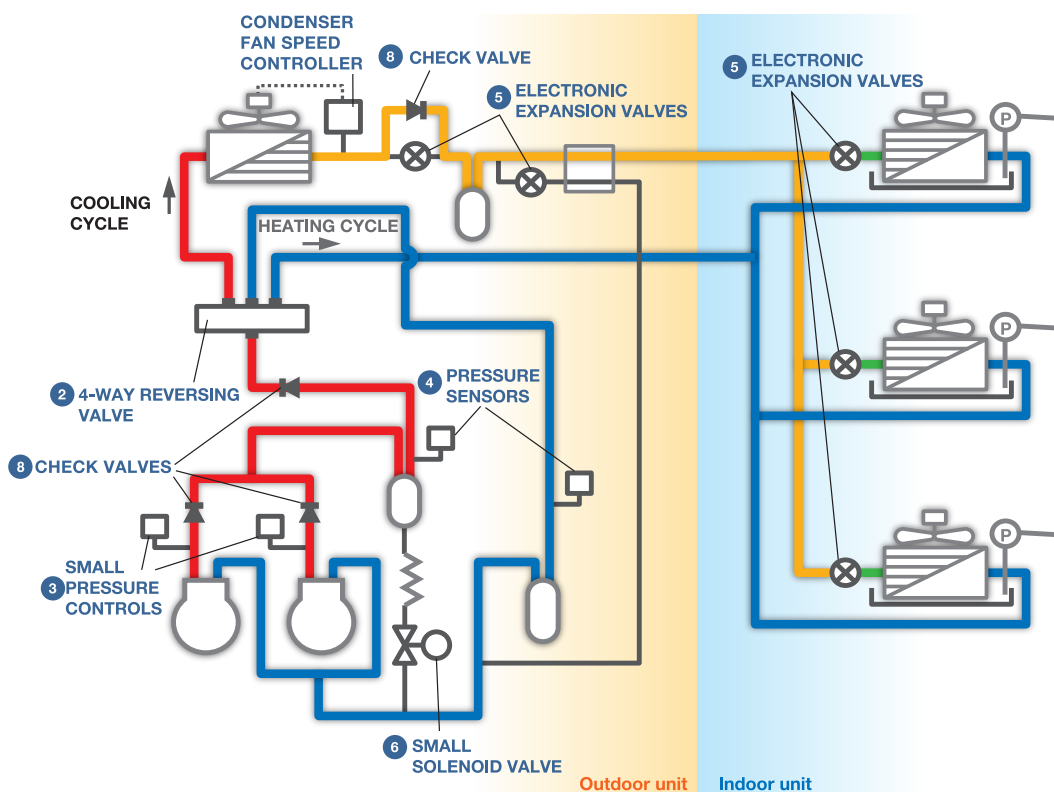 CONDENSER
FAN SPEED
CONTROLLER
8 CHECK VALVE
5 ELECTRONIC
EXPANSION VALVES
5 ELECTRONIC
EXPANSION VALVES
P
COOLING
CYCLE
HEATING CYCLE
2 4-WAY REVERSING
VALVE
4 PRESSURE
SENSORS
P
8 CHECK VALVES
P
3 SMALL
PRESSURE
CONTROLS
6 SMALL
SOLENOID VALVE
Outdoor unit
Indoor unit